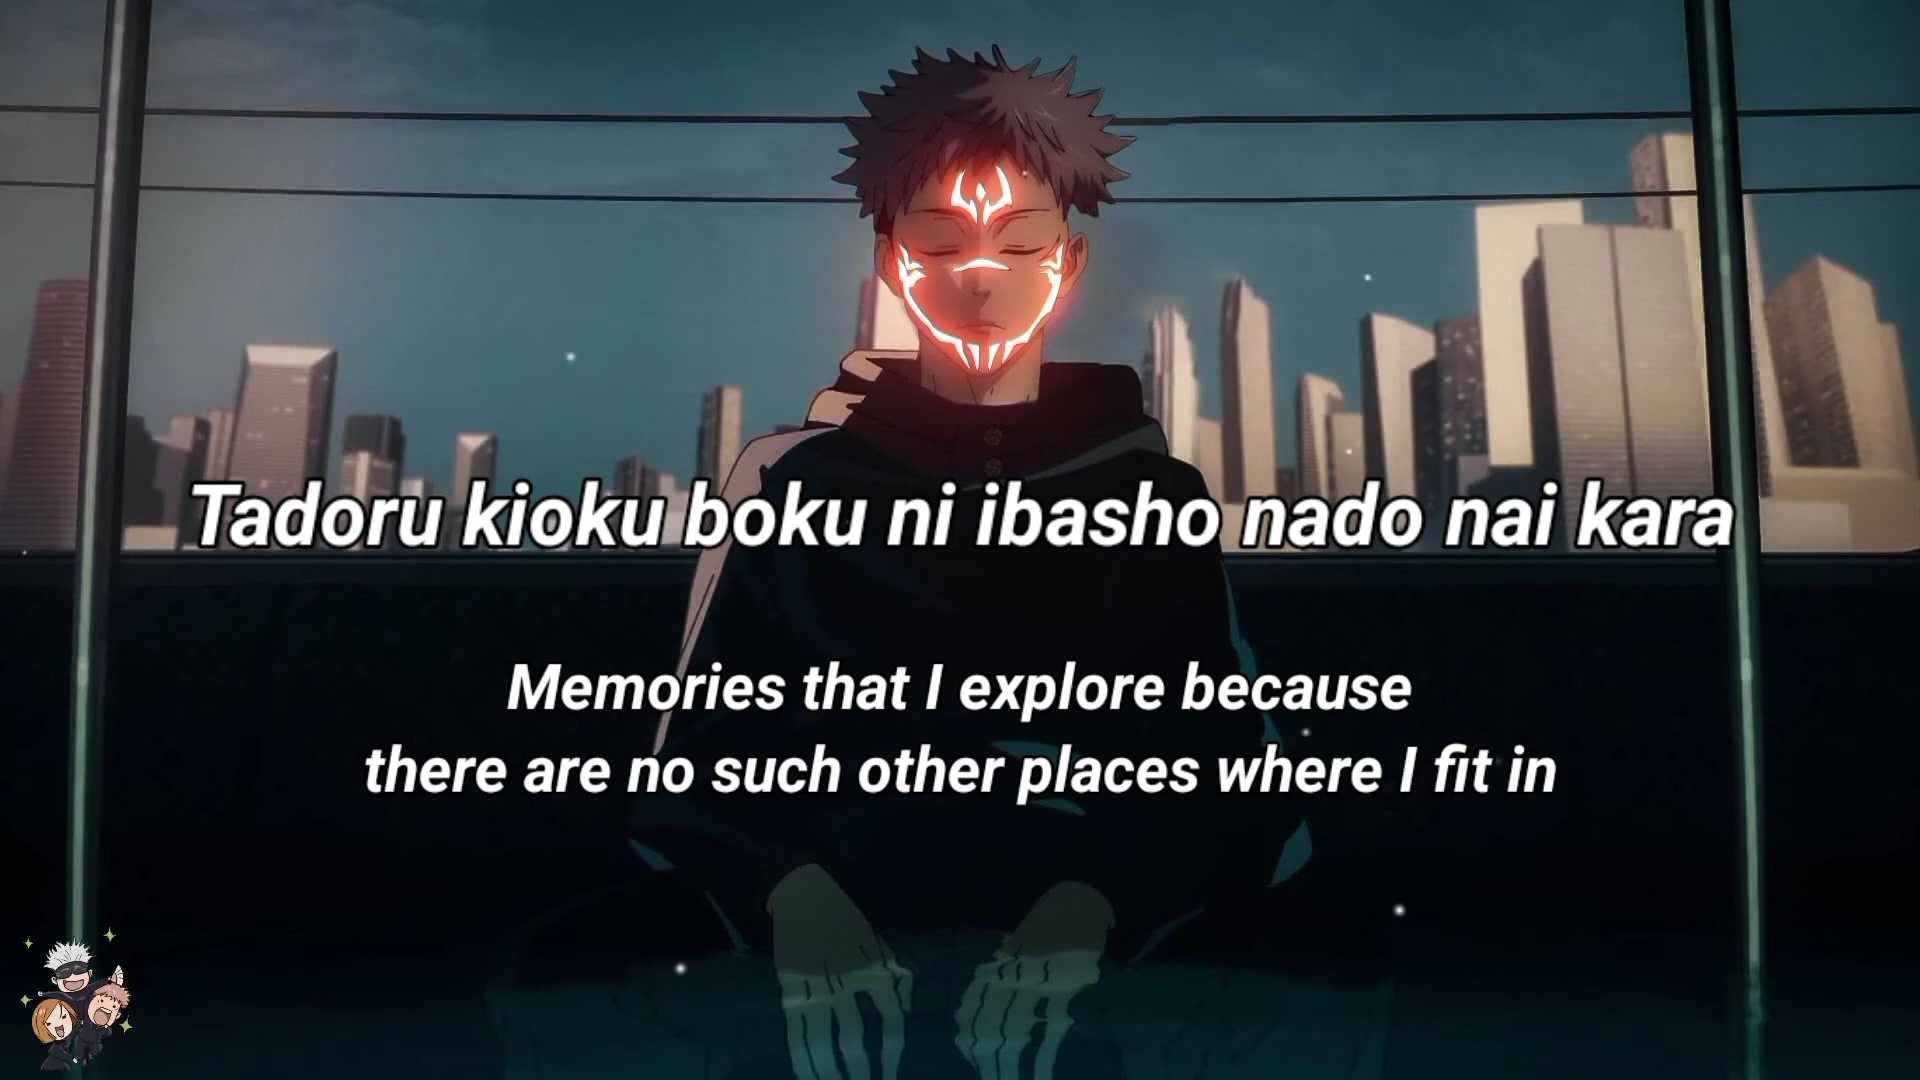 Tadoru kioku boku ni ibasho nado nai kara
Memories that I explore because
there are no such other places where I fit in